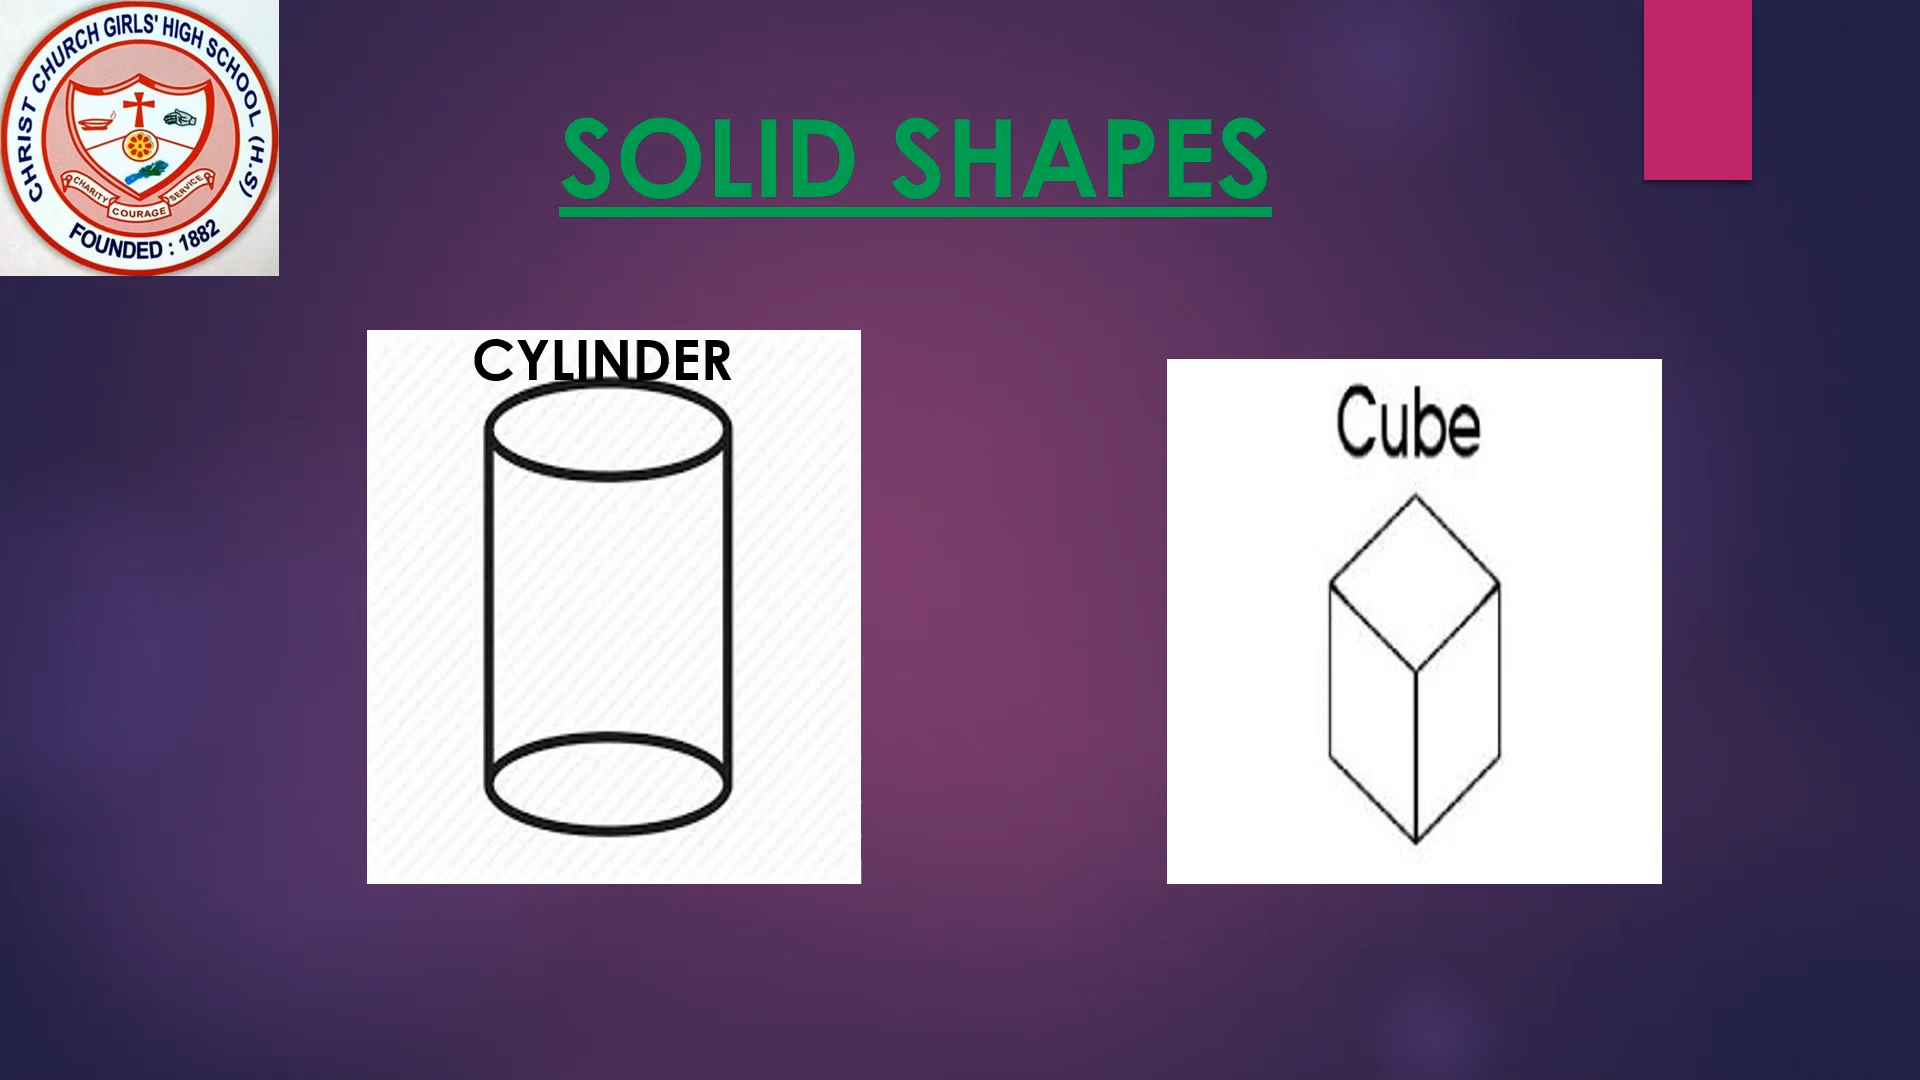 CHRIST CHURCH GIRLS' HIGH SCHOOL (H.S)
CHARITY
COURAGE
SERVICE
FOUNDED : 1882
SOLID SHAPES
CYLINDER
Cube